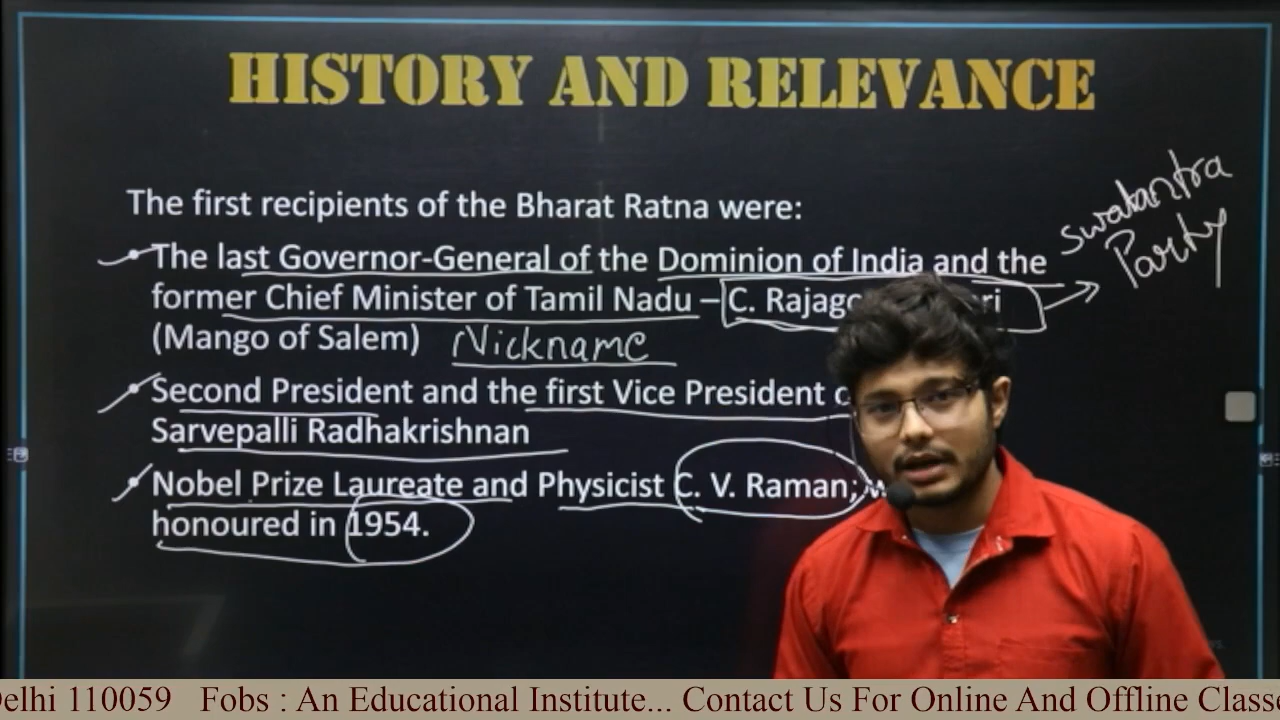 HISTORY AND RELEVANCE
The first recipients of the Bharat Ratna were:
The last Governor-General of the Dominion of India and the
former Chief Minister of Tamil Nadu – C. Rajag ri
(Mango of Salem) Nickname
Swatantra
Party
Second President and the first Vice President
Sarvepalli Radhakrishnan
Nobel Prize Laureate and Physicist C. V. Raman; w
honoured in 1954.
Delhi 110059 Fobs : An Educational Institute... Contact Us For Online And Offline Classe